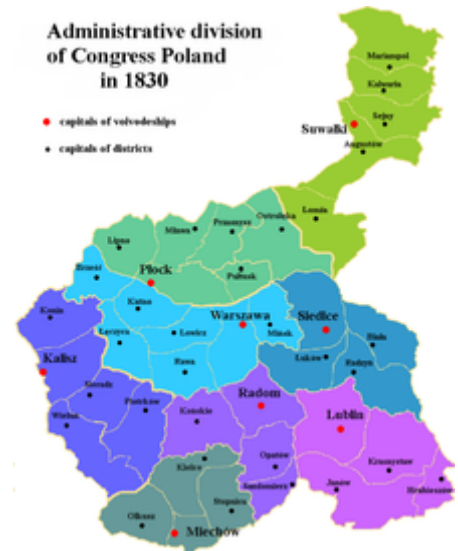 Administrative division
of Congress Poland
in 1830
capitals of voivodeships
capitals of districts
Mariampol
Kalwaria
Sejny
Suwałki
Augustów
Łomża
Ostrołęka
Przasnysz
Mława
Lipno
Pułtusk
Płock
Brześć
Kutno
Warszawa
Siedlce
Konin
Łęczyca
Łowicz
Mińsk
Biała
Kalisz
Rawa
Łuków
Radzyn
Sieradz
Piotrków
Radom
Końskie
Lublin
Wieluń
Kielce
Opatów
Krasnystaw
Sandomierz
Janów
Hrubieszów
Stopnica
Olkusz
Miechów